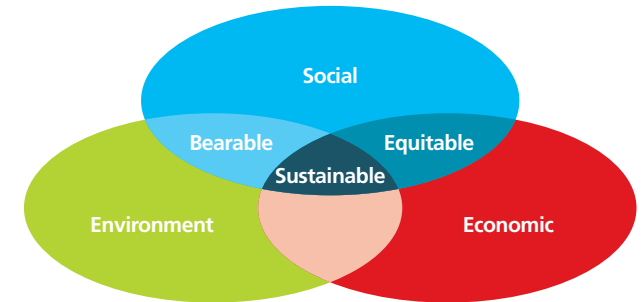 Social
Bearable
Equitable
Sustainable
Environment
Economic